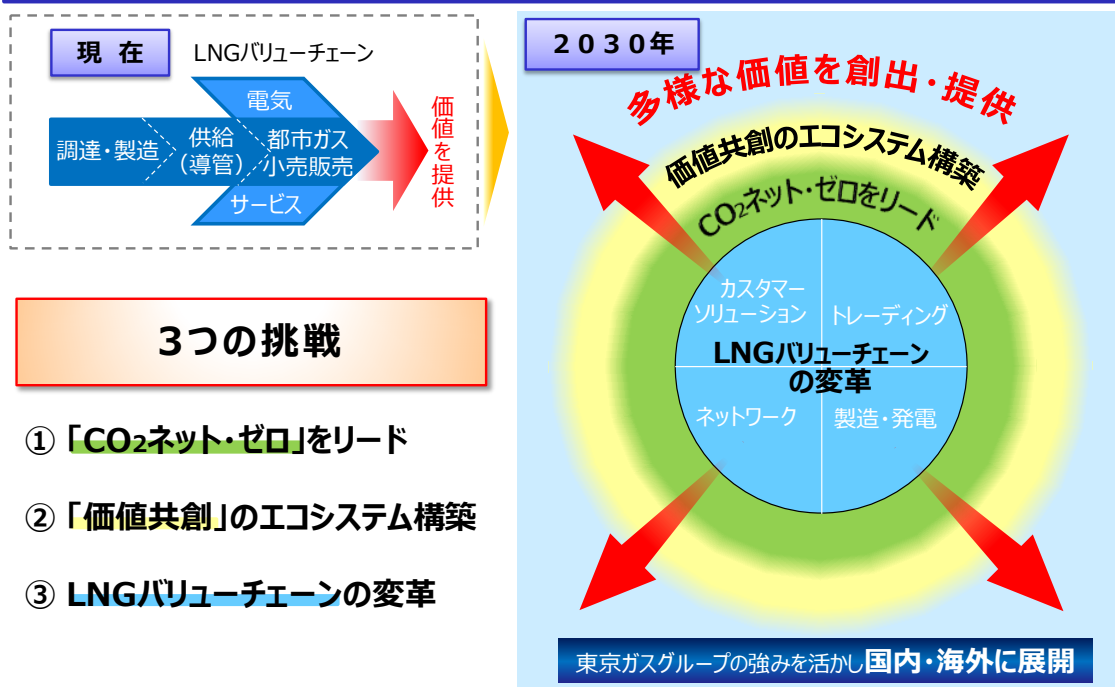 現 在
LNGバリューチェーン
電気
調達・製造
供給
(導管)
都市ガス
小売販売
サービス
価値を提供
3つの挑戦
① 「CO₂ネット・ゼロ」をリード
② 「価値共創」のエコシステム構築
③ LNGバリューチェーンの変革
2030年
多様な価値を創出・提供
価値共創のエコシステム構築
CO₂ネット・ゼロをリード
カスタマー
ソリューション
トレーディング
LNGバリューチェーン
の変革
ネットワーク
製造・発電
東京ガスグループの強みを活かし国内・海外に展開